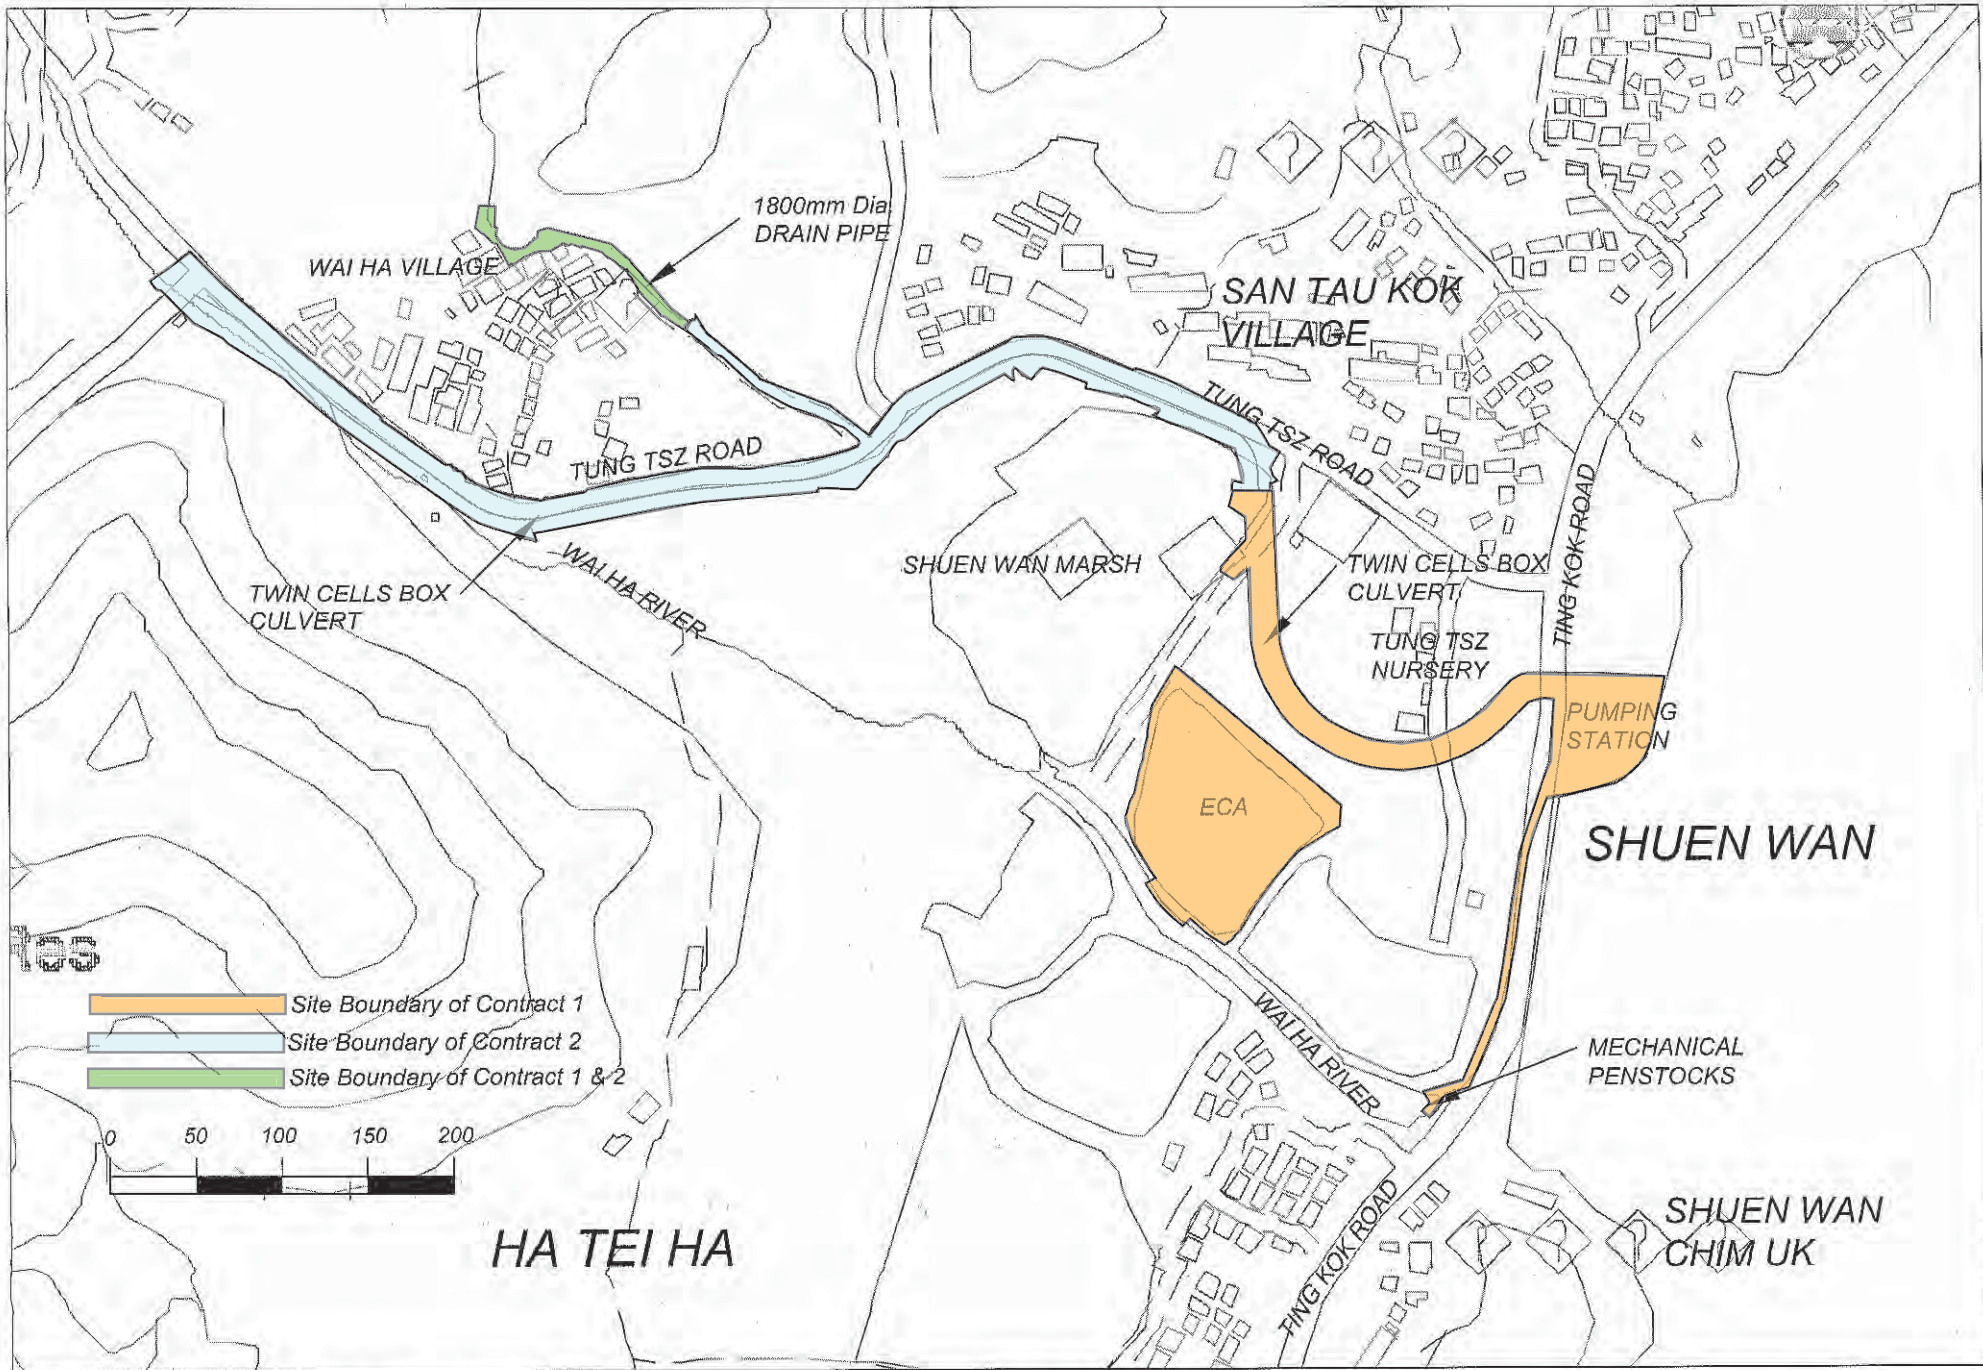 1800mm Dia.
DRAIN PIPE
WAI HA VILLAGE
SAN TAU KOK
VILLAGE
TUNG TSZ ROAD
TUNG TSZ ROAD
TING KOK ROAD
SHUEN WAN MARSH
TWIN CELLS BOX
CULVERT
TWIN CELLS BOX
CULVERT
WAI HA RIVER
TUNG TSZ
NURSERY
PUMPING
STATION
ECA
SHUEN WAN
Site Boundary of Contract 1
Site Boundary of Contract 2
Site Boundary of Contract 1 & 2
WAI HA RIVER
MECHANICAL
PENSTOCKS
0 50 100 150 200
HA TEI HA
TING KOK ROAD
SHUEN WAN
CHIM UK
? ? ?
? ? ? ?